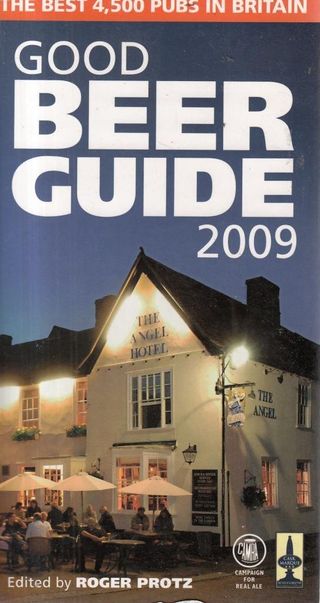 THE BEST 4,500 PUBS IN BRITAIN
GOOD
BEER
GUIDE
2009
THE
ANGEL
HOTEL
THE
ANGEL
Edited by ROGER PROTZ
CAMRA
CAMPAIGN
FOR
REAL ALE
CASK
MARQUE